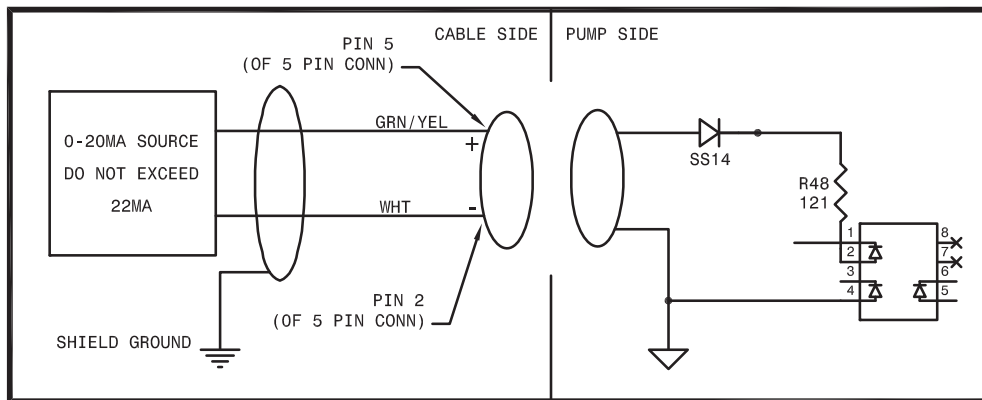 CABLE SIDE
PUMP SIDE
PIN 5
(OF 5 PIN CONN)
0-20MA SOURCE
DO NOT EXCEED
22MA
GRN/YEL
+
WHT
-
PIN 2
(OF 5 PIN CONN)
SHIELD GROUND
SS14
R48
121
1
2
3
4
8
7
6
5